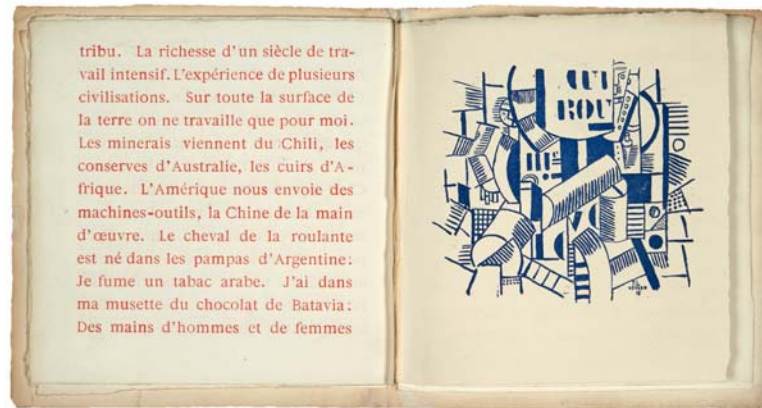 tribu. La richesse d'un siècle de tra-
vail intensif. L'expérience de plusieurs
civilisations. Sur toute la surface de
la terre on ne travaille que pour moi.
Les minerais viennent du Chili, les
conserves d'Australie, les cuirs d'A-
frique. L'Amérique nous envoie des
machines-outils, la Chine de la main
d'œuvre. Le cheval de la roulante
est né dans les pampas d'Argentine:
Je fume un tabac arabe. J'ai dans
ma musette du chocolat de Batavia:
Des mains d'hommes et de femmes
ROU